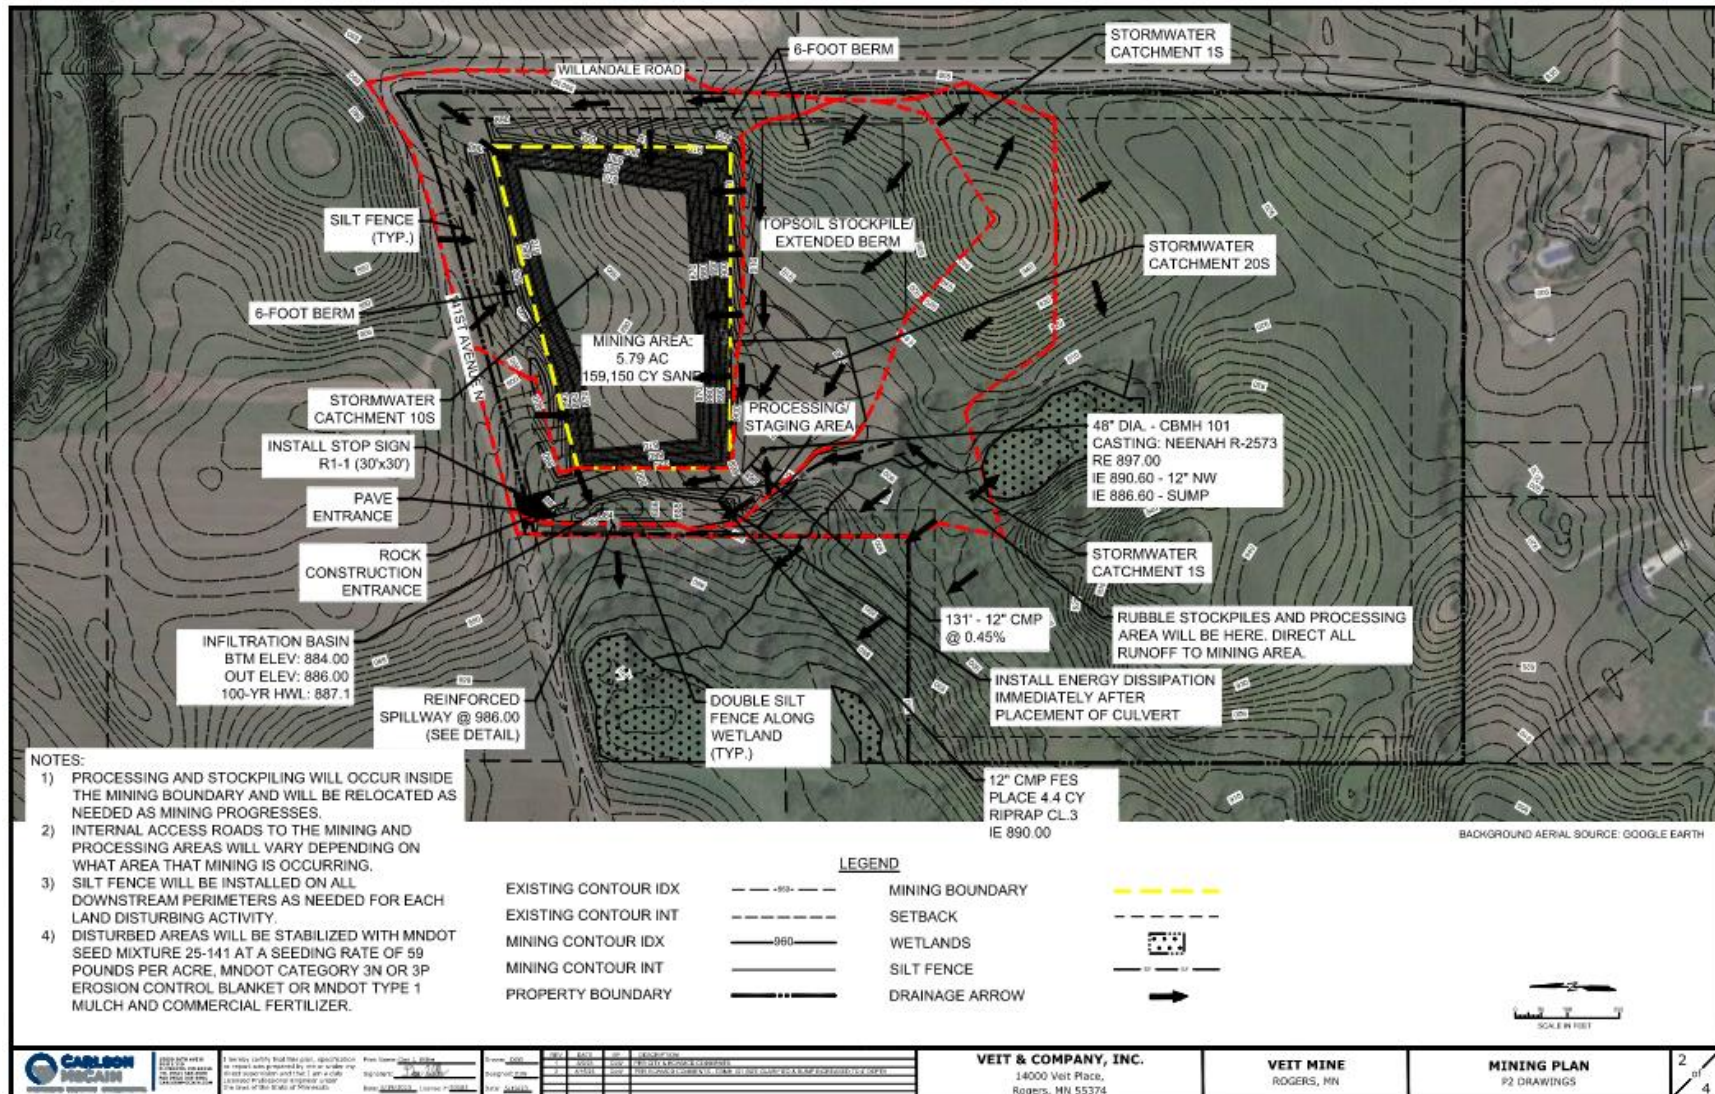 WILLANDALE ROAD
6-FOOT BERM
STORMWATER
CATCHMENT 1S
SILT FENCE
(TYP.)
TOPSOIL STOCKPILE/
EXTENDED BERM
STORMWATER
CATCHMENT 20S
6-FOOT BERM
141ST AVENUE N
MINING AREA:
5.79 AC
159,150 CY SAND
STORMWATER
CATCHMENT 10S
PROCESSING/
STAGING AREA
INSTALL STOP SIGN
R1-1 (30'x30')
48" DIA. - CBMH 101
CASTING: NEENAH R-2573
RE 897.00
IE 890.60 - 12" NW
IE 886.60 - SUMP
PAVE
ENTRANCE
ROCK
CONSTRUCTION
ENTRANCE
STORMWATER
CATCHMENT 1S
INFILTRATION BASIN
BTM ELEV: 884.00
OUT ELEV: 886.00
100-YR HWL: 887.1
131' - 12" CMP
@ 0.45%
RUBBLE STOCKPILES AND PROCESSING
AREA WILL BE HERE. DIRECT ALL
RUNOFF TO MINING AREA.
REINFORCED
SPILLWAY @ 986.00
(SEE DETAIL)
DOUBLE SILT
FENCE ALONG
WETLAND
(TYP.)
INSTALL ENERGY DISSIPATION
IMMEDIATELY AFTER
PLACEMENT OF CULVERT
12" CMP FES
PLACE 4.4 CY
RIPRAP CL.3
IE 890.00
NOTES:
1) PROCESSING AND STOCKPILING WILL OCCUR INSIDE
THE MINING BOUNDARY AND WILL BE RELOCATED AS
NEEDED AS MINING PROGRESSES.
2) INTERNAL ACCESS ROADS TO THE MINING AND
PROCESSING AREAS WILL VARY DEPENDING ON
WHAT AREA THAT MINING IS OCCURRING.
3) SILT FENCE WILL BE INSTALLED ON ALL
DOWNSTREAM PERIMETERS AS NEEDED FOR EACH
LAND DISTURBING ACTIVITY.
4) DISTURBED AREAS WILL BE STABILIZED WITH MNDOT
SEED MIXTURE 25-141 AT A SEEDING RATE OF 59
POUNDS PER ACRE, MNDOT CATEGORY 3N OR 3P
EROSION CONTROL BLANKET OR MNDOT TYPE 1
MULCH AND COMMERCIAL FERTILIZER.
BACKGROUND AERIAL SOURCE: GOOGLE EARTH
LEGEND
EXISTING CONTOUR IDX
EXISTING CONTOUR INT
MINING CONTOUR IDX
960
MINING CONTOUR INT
PROPERTY BOUNDARY
MINING BOUNDARY
SETBACK
WETLANDS
SILT FENCE
DRAINAGE ARROW
SCALE IN FEET
CARLSON
MCCAIN
VEIT & COMPANY, INC.
14000 Veit Place,
Rogers, MN 55374
VEIT MINE
ROGERS, MN
MINING PLAN
P2 DRAWINGS
2
of
4